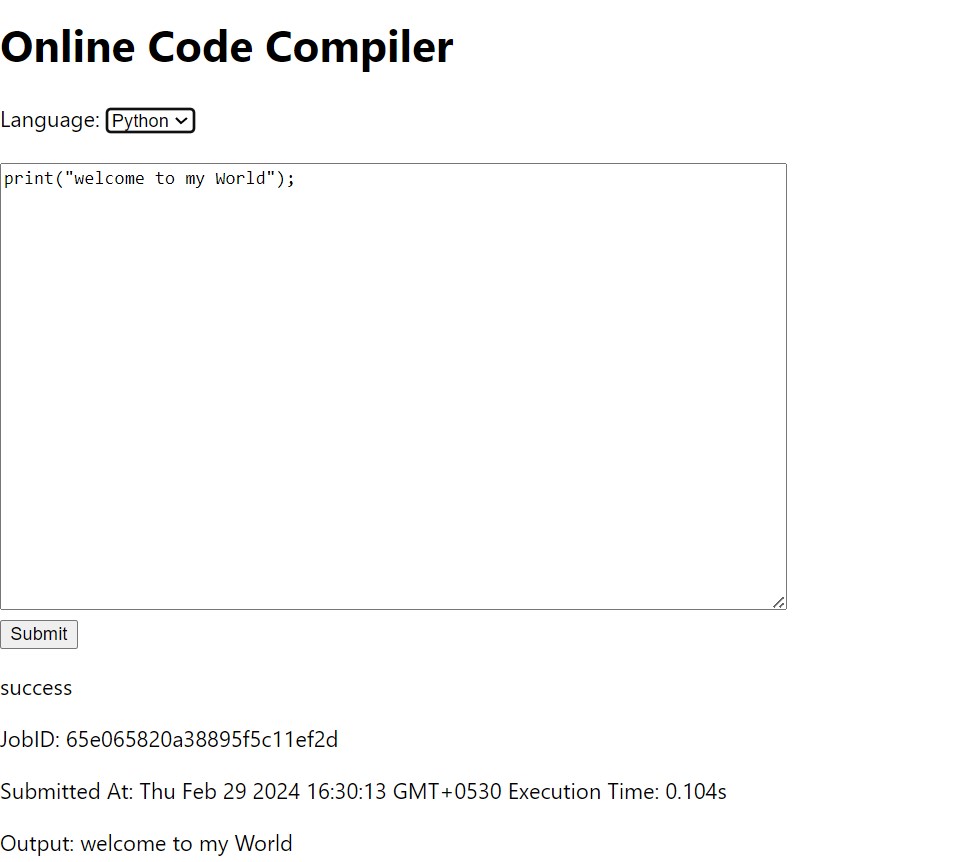 Online Code Compiler
Language: Python
print("welcome to my World");
Submit
success
JobID: 65e065820a38895f5c11ef2d
Submitted At: Thu Feb 29 2024 16:30:13 GMT+0530 Execution Time: 0.104s
Output: welcome to my World